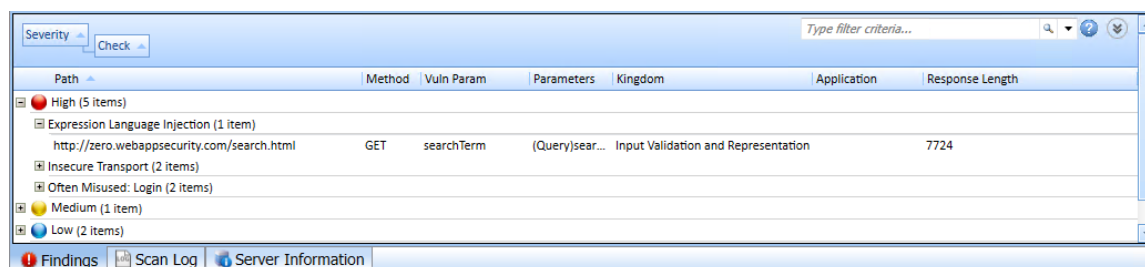 Severity
Check
Type filter criteria...
Path Method Vuln Param Parameters Kingdom Application Response Length
High (5 items)
Expression Language Injection (1 item)
http://zero.webappsecurity.com/search.html GET searchTerm (Query)sear... Input Validation and Representation 7724
Insecure Transport (2 items)
Often Misused: Login (2 items)
Medium (1 item)
Low (2 items)
Findings Scan Log Server Information